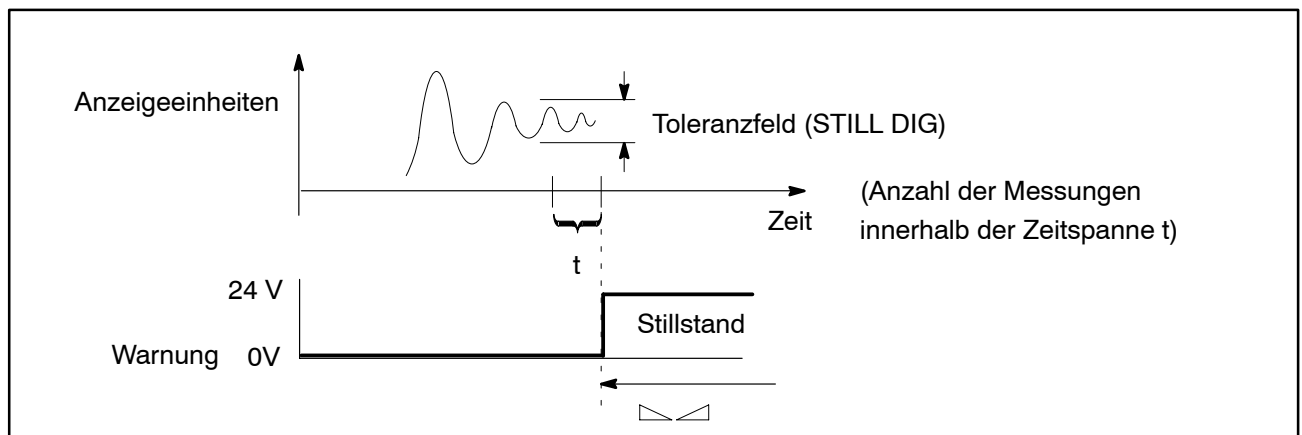 Anzeigeeinheiten
Toleranzfeld (STILL DIG)
(Anzahl der Messungen
innerhalb der Zeitspanne t)
Zeit
t
24 V
Stillstand
Warnung 0V